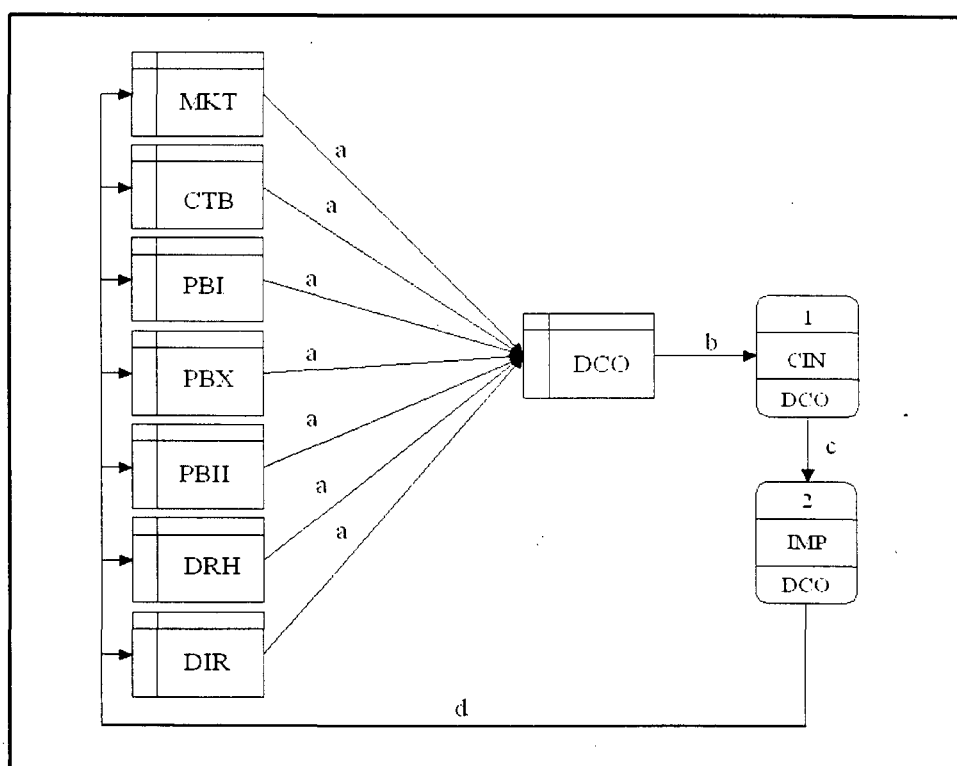 MKT
a
CTB
a
PBI
a
PBX
a
PBII
a
DRH
a
DIR
DCO
b
1
CIN
DCO
c
2
IMP
DCO
d